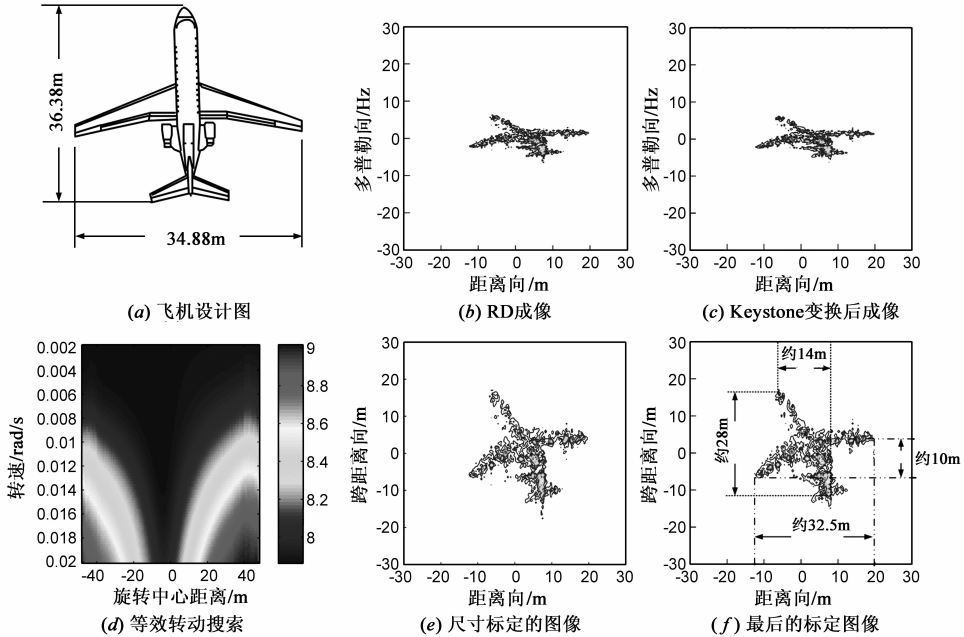 36.38m
34.88m
(a) 飞机设计图
30
20
10
0
-10
-20
-30
-30 -20 -10 0 10 20 30
多普勒向/Hz
距离向/m
(b) RD成像
30
20
10
0
-10
-20
-30
-30 -20 -10 0 10 20 30
多普勒向/Hz
距离向/m
(c) Keystone变换后成像
0.002
0.004
0.006
0.008
0.01
0.012
0.014
0.016
0.018
0.02
-40 -20 0 20 40
转速/rad/s
旋转中心距离/m
9
8.8
8.6
8.4
8.2
8
(d) 等效转动搜索
30
20
10
0
-10
-20
-30
-30 -20 -10 0 10 20 30
跨距离向/m
距离向/m
(e) 尺寸标定的图像
30
20
10
0
-10
-20
-30
-30 -20 -10 0 10 20 30
跨距离向/m
距离向/m
约14m
约28m
约10m
约32.5m
(f) 最后的标定图像